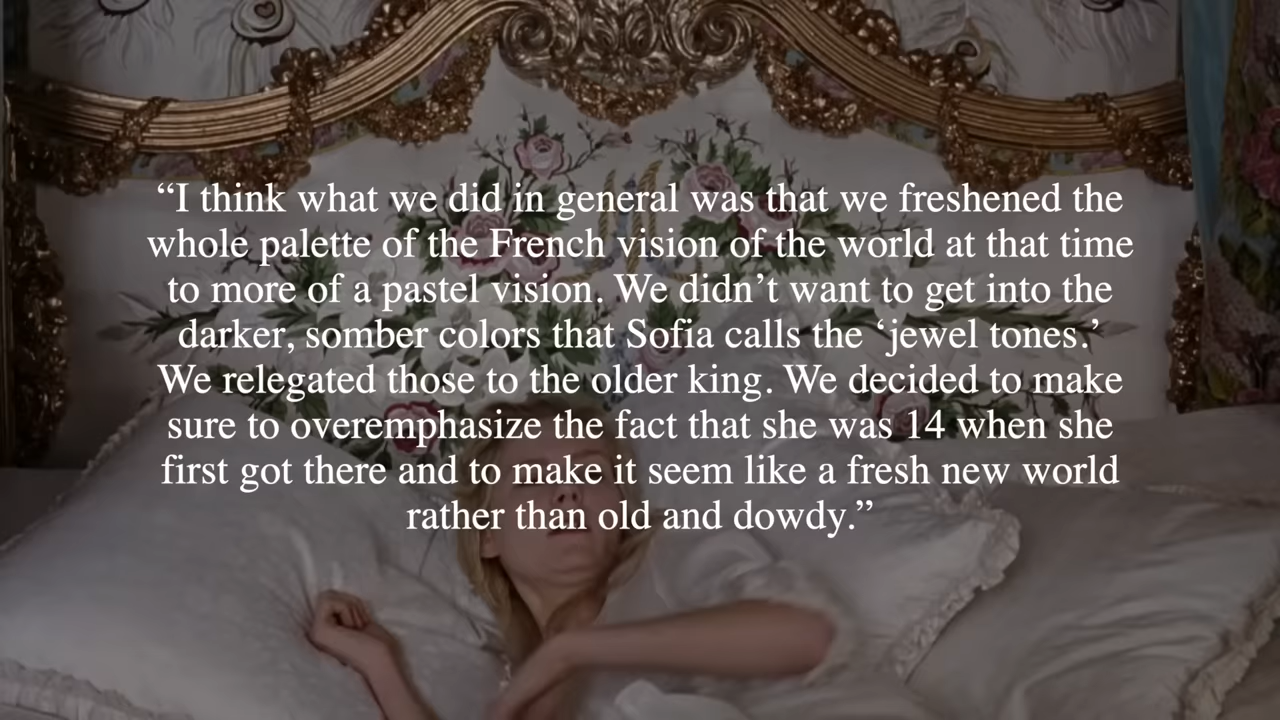 “I think what we did in general was that we freshened the
whole palette of the French vision of the world at that time
to more of a pastel vision. We didn’t want to get into the
darker, somber colors that Sofia calls the ‘jewel tones.’
We relegated those to the older king. We decided to make
sure to overemphasize the fact that she was 14 when she
first got there and to make it seem like a fresh new world
rather than old and dowdy.”